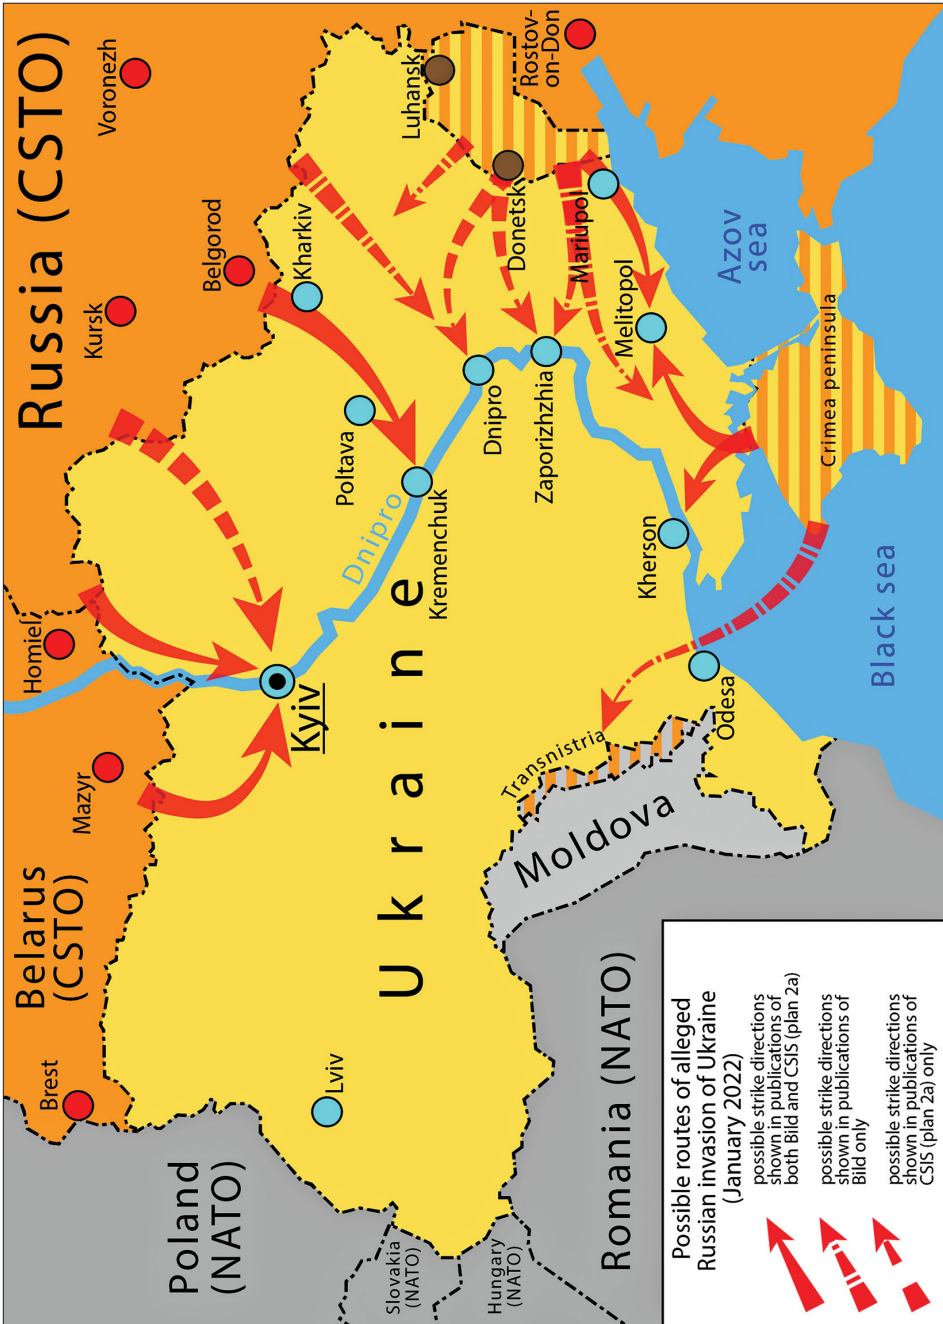 Russia (CSTO)
Belarus
(CSTO)
Poland
(NATO)
Slovakia
(NATO)
Hungary
(NATO)
Romania (NATO)
Moldova
Transnistria
Ukraine
Brest
Mazyr
Homieĺ
Kursk
Belgorod
Voronezh
Rostov-
on-Don
Lviv
Kyiv
Poltava
Kharkiv
Luhansk
Dnipro
Kremenchuk
Dnipro
Zaporizhzhia
Donetsk
Mariupol
Melitopol
Kherson
Odesa
Crimea peninsula
Azov
sea
Black sea
Possible routes of alleged
Russian invasion of Ukraine
(January 2022)
possible strike directions
shown in publications of
both Bild and CSIS (plan 2a)
possible strike directions
shown in publications of
Bild only
possible strike directions
shown in publications of
CSIS (plan 2a) only